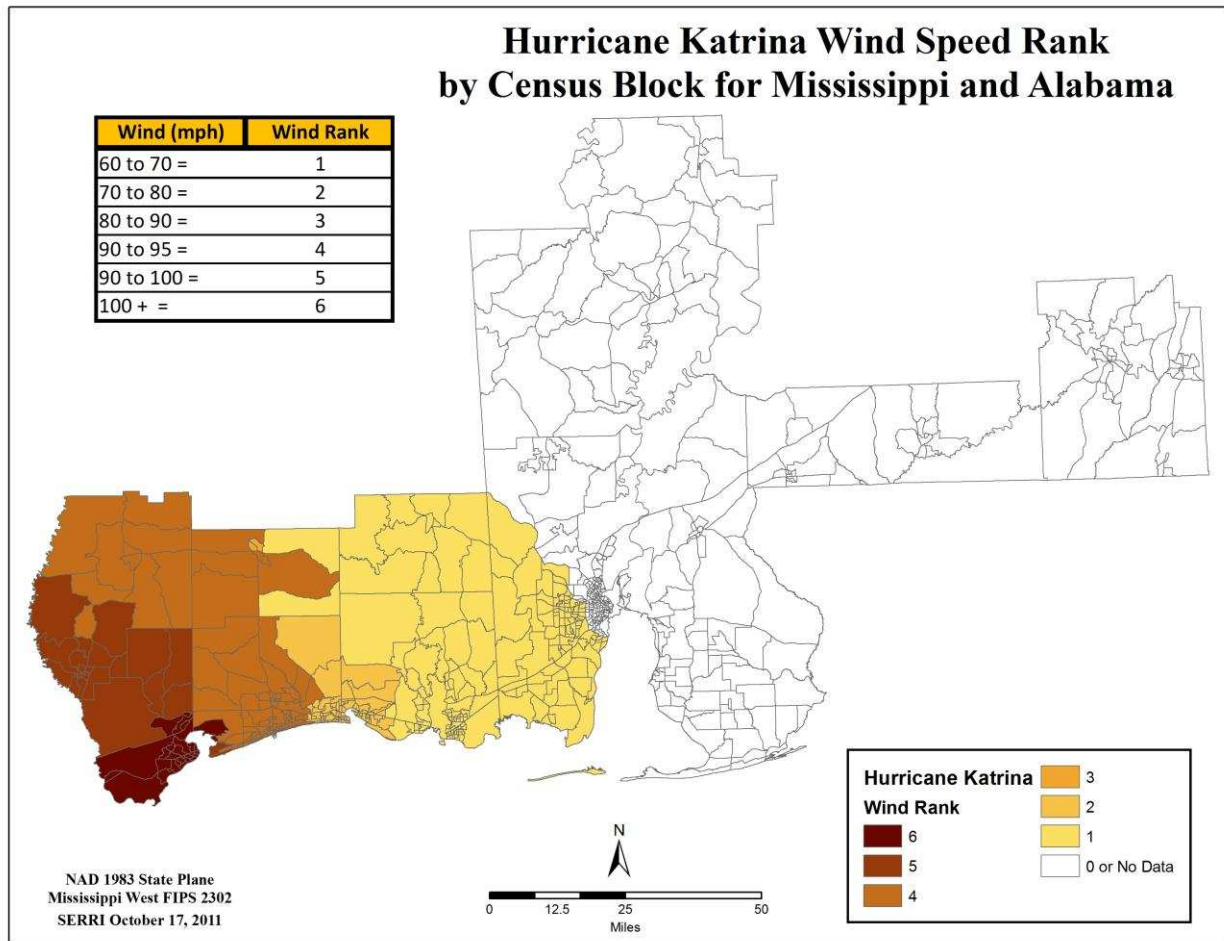 Hurricane Katrina Wind Speed Rank
by Census Block for Mississippi and Alabama
Wind (mph) Wind Rank
60 to 70 = 1
70 to 80 = 2
80 to 90 = 3
90 to 95 = 4
90 to 100 = 5
100 + = 6
Hurricane Katrina
Wind Rank
6
5
4
3
2
1
0 or No Data
N
0 12.5 25 50
Miles
NAD 1983 State Plane
Mississippi West FIPS 2302
SERRI October 17, 2011